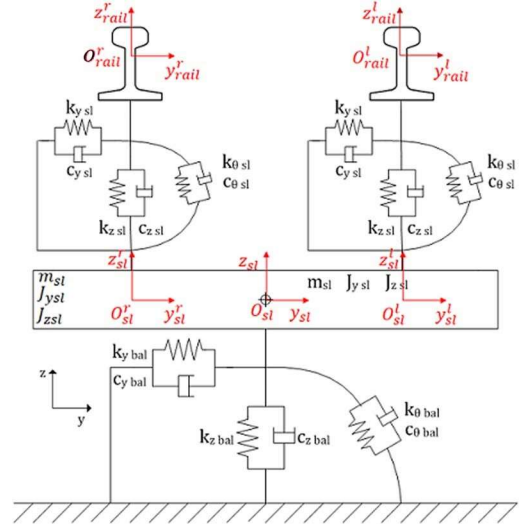 z^r_rail z^l_rail
O^r_rail y^r_rail O^l_rail y^l_rail
k_y sl k_y sl
c_y sl k_θ sl c_y sl k_θ sl
c_θ sl c_θ sl
k_z sl c_z sl k_z sl c_z sl
z^r_sl z_sl z^l_sl
m_sl m_sl J_y sl J_z sl
J_ysl
J_zsl O^r_sl y^r_sl O_sl y_sl O^l_sl y^l_sl
k_y bal
z c_y bal k_θ bal
y k_z bal c_z bal c_θ bal